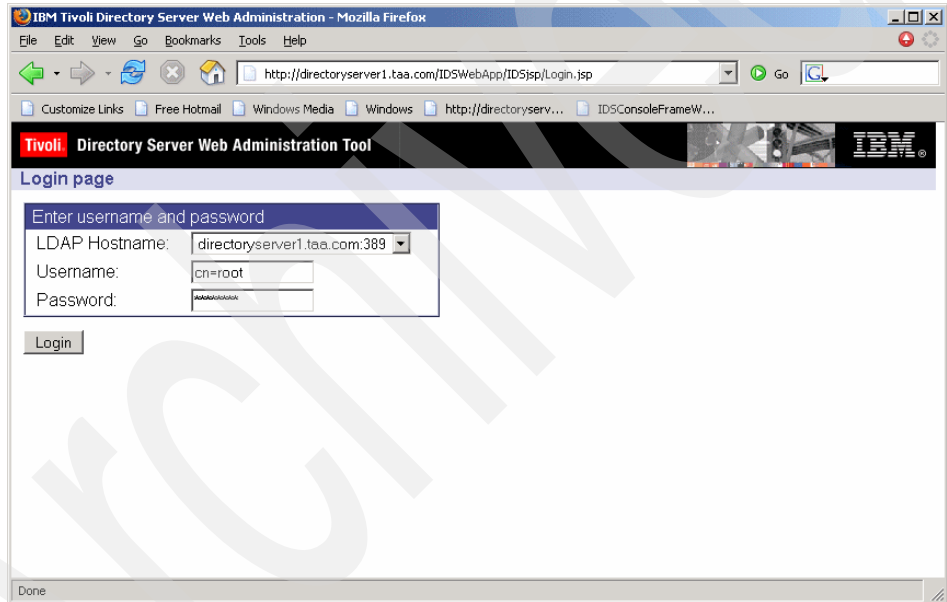 IBM Tivoli Directory Server Web Administration - Mozilla Firefox
File Edit View Go Bookmarks Tools Help
http://directoryserver1.taa.com/IDSWebApp/IDSjsp/Login.jsp Go G
Customize Links Free Hotmail Windows Media Windows http://directoryserv... IDSConsoleFrameW...
Tivoli. Directory Server Web Administration Tool IBM®
Login page
Enter username and password
LDAP Hostname: directoryserver1.taa.com:389
Username: cn=root
Password:
Login
Done